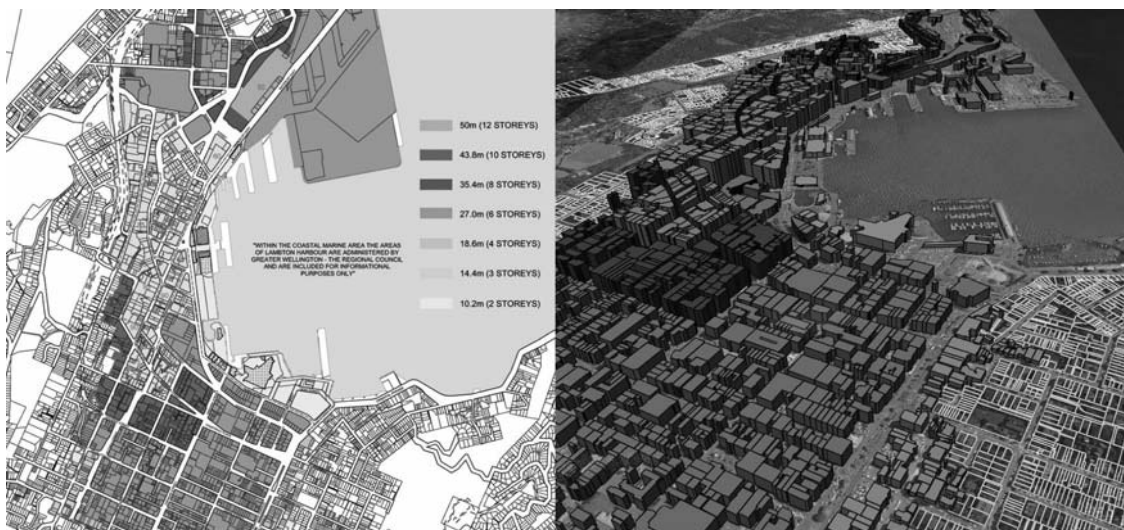 50m (12 STOREYS)
43.8m (10 STOREYS)
35.4m (8 STOREYS)
27.0m (6 STOREYS)
18.6m (4 STOREYS)
14.4m (3 STOREYS)
10.2m (2 STOREYS)
"WITHIN THE COASTAL MARINE AREA THE AREAS
OF LAMBTON HARBOUR ARE ADMINISTERED BY
GREATER WELLINGTON - THE REGIONAL COUNCIL
AND ARE INCLUDED FOR INFORMATIONAL
PURPOSES ONLY"